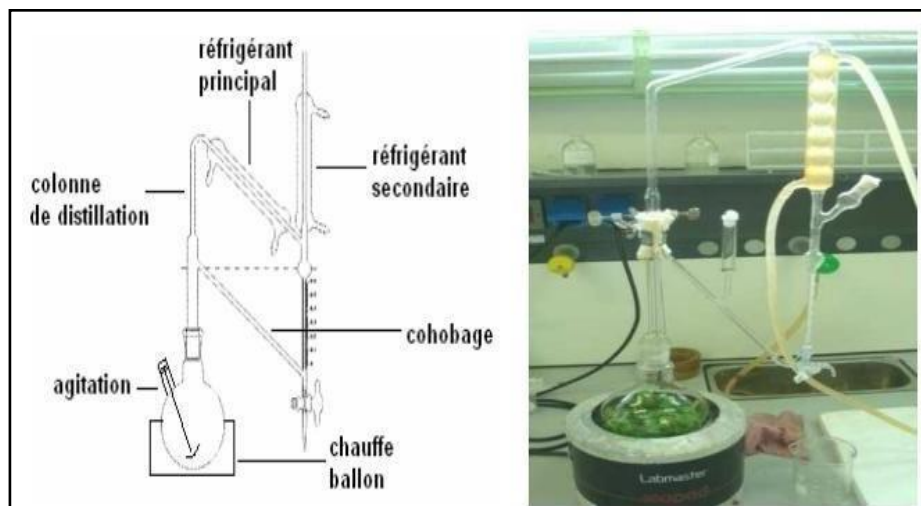 réfrigérant
principal
colonne
de distillation
réfrigérant
secondaire
cohobage
agitation
chauffe
ballon
Labmaster